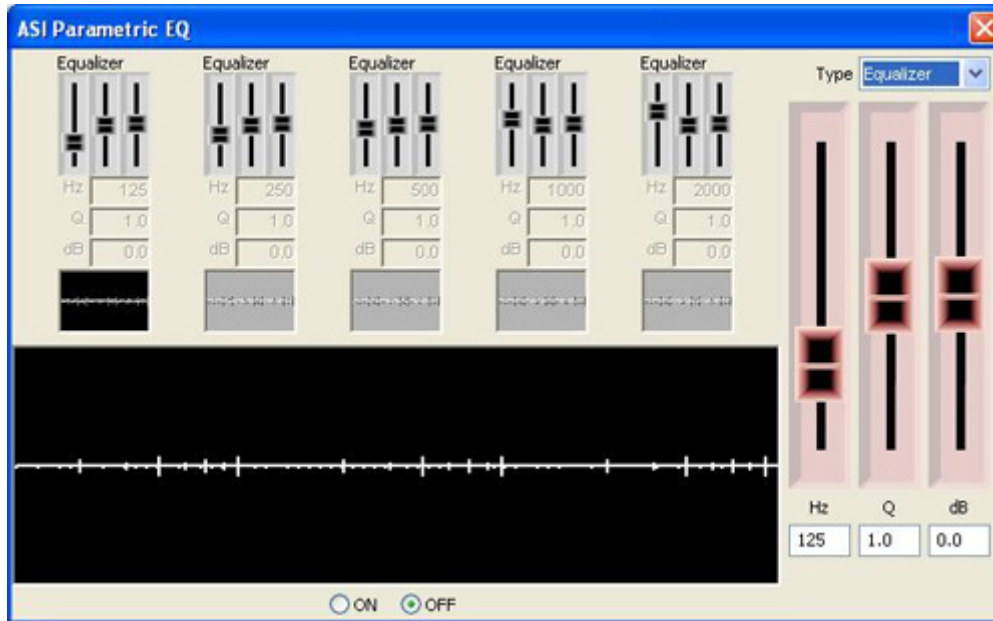 ASI Parametric EQ
Equalizer Equalizer Equalizer Equalizer Equalizer
Type Equalizer
Hz 125 Hz 250 Hz 500 Hz 1000 Hz 2000
Q 1.0 Q 1.0 Q 1.0 Q 1.0 Q 1.0
dB 0.0 dB 0.0 dB 0.0 dB 0.0 dB 0.0
Hz Q dB
125 1.0 0.0
ON OFF